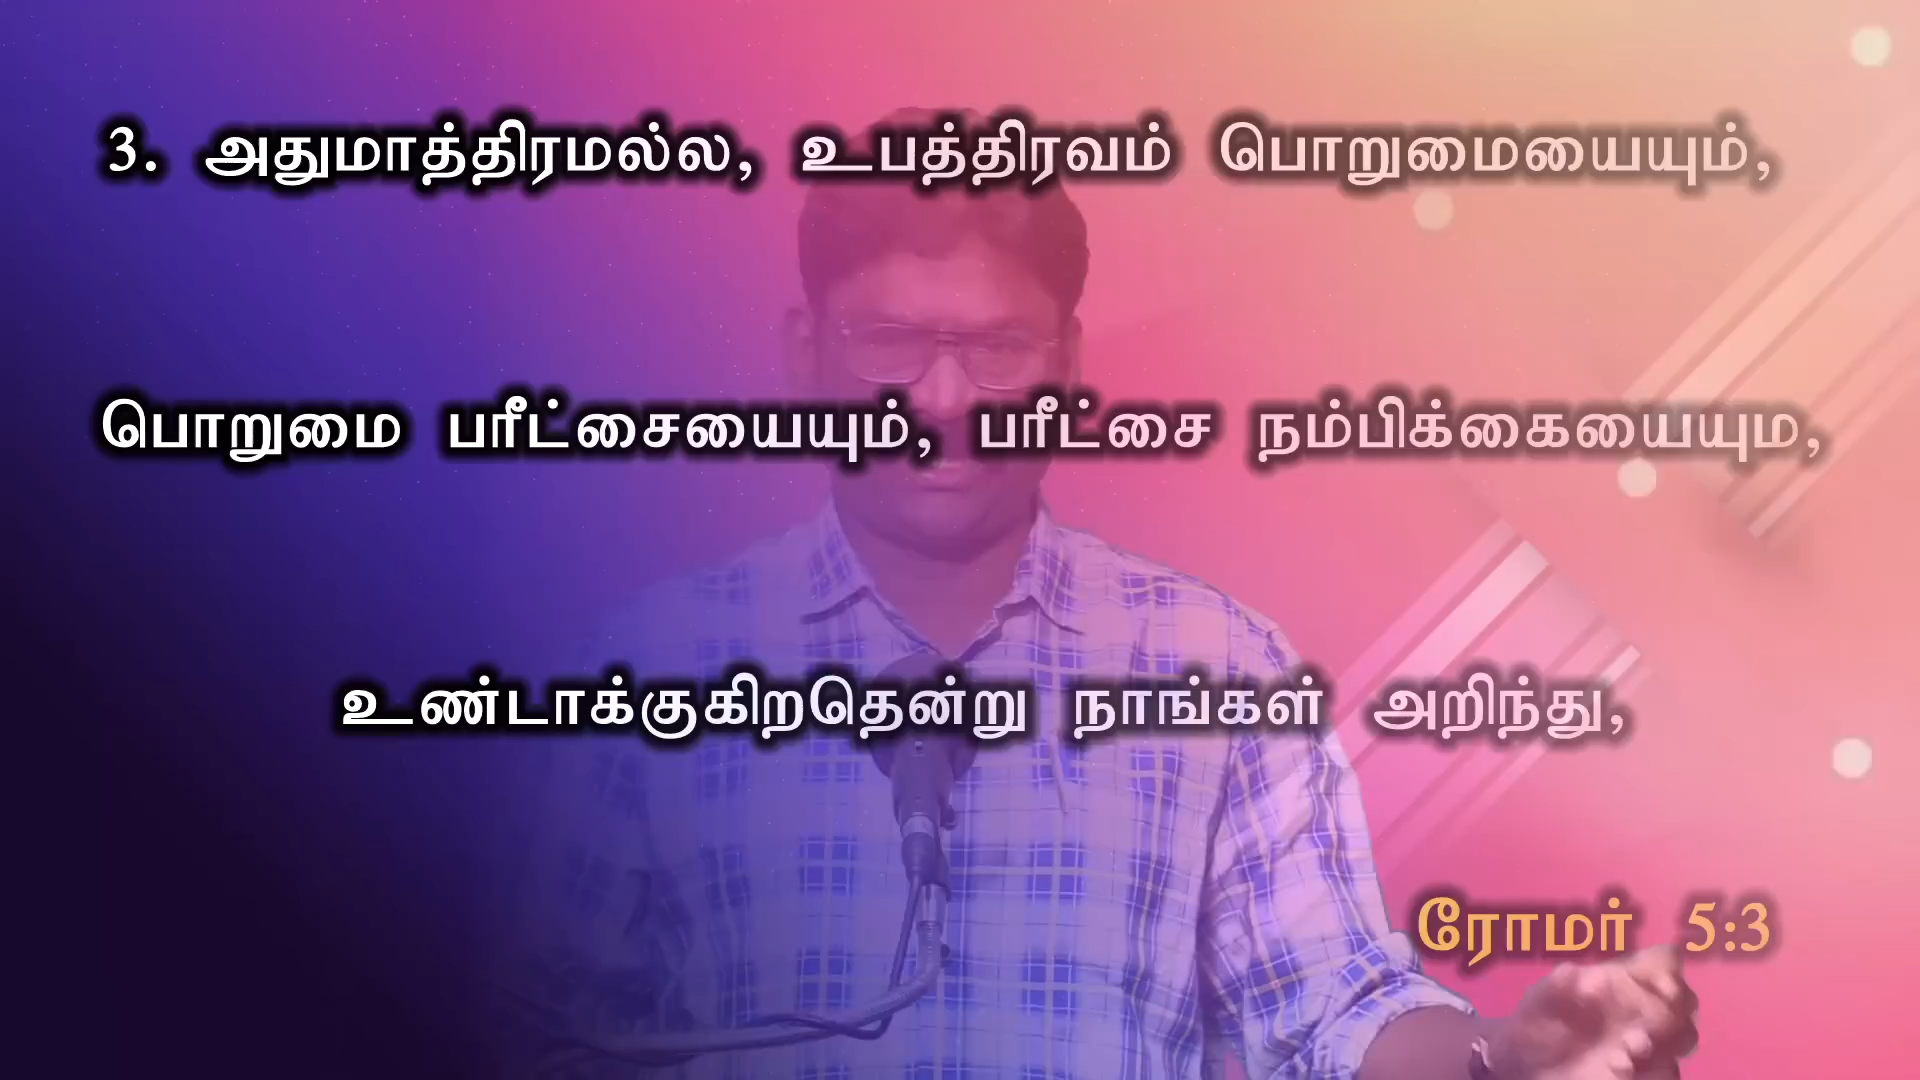 3. அதுமாத்திரமல்ல, உபத்திரவம் பொறுமையையும்,
பொறுமை பரீட்சையையும், பரீட்சை நம்பிக்கையையும,
உண்டாக்குகிறதென்று நாங்கள் அறிந்து,
ரோமர் 5:3